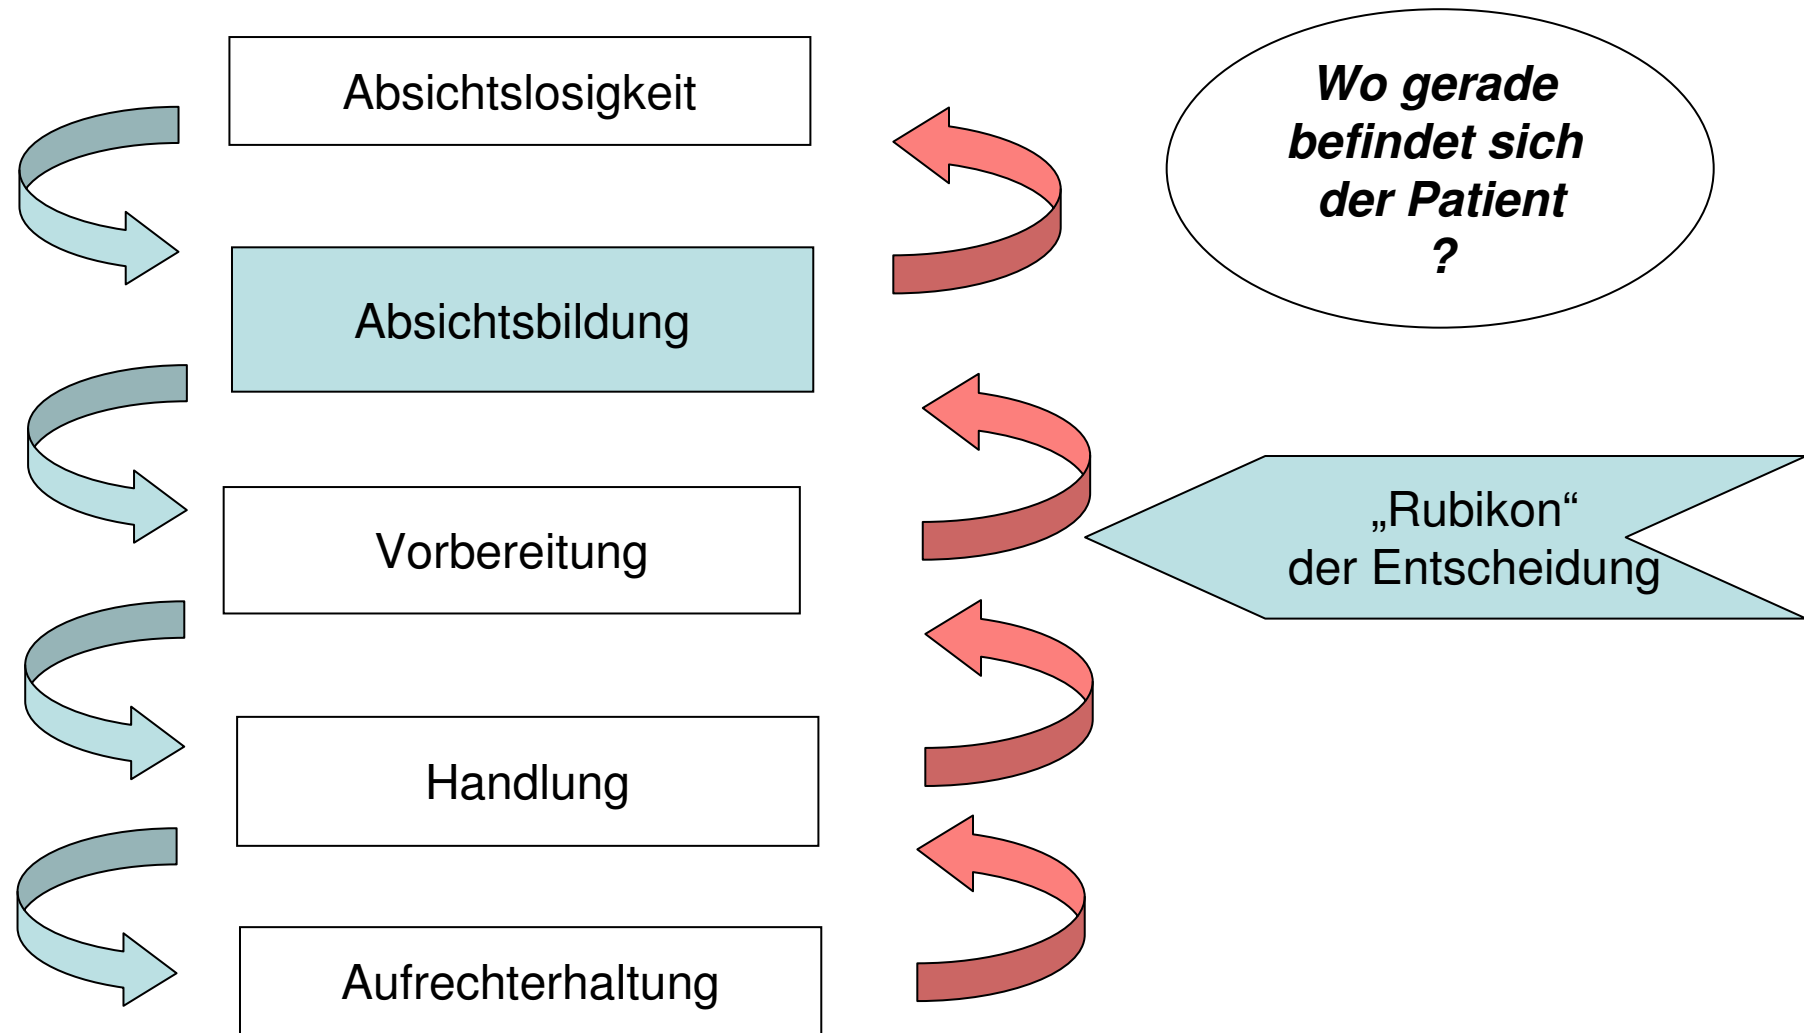 Absichtslosigkeit
Wo gerade
befindet sich
der Patient
?
Absichtsbildung
Vorbereitung
„Rubikon“
der Entscheidung
Handlung
Aufrechterhaltung